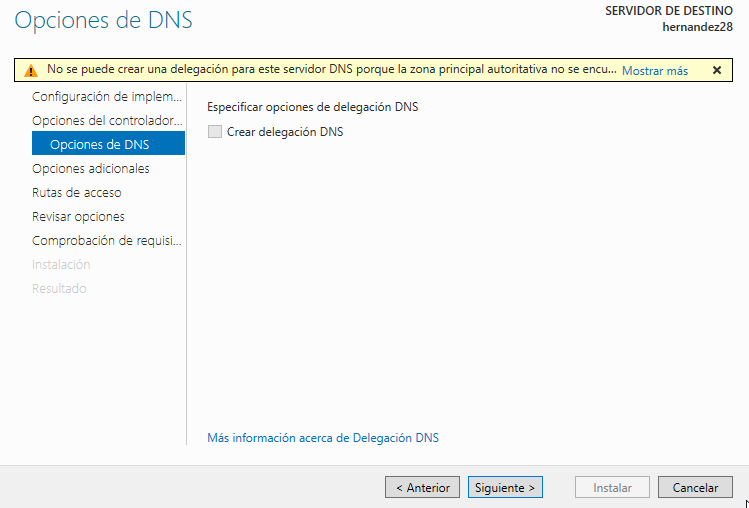 Opciones de DNS
SERVIDOR DE DESTINO
hernandez28
No se puede crear una delegación para este servidor DNS porque la zona principal autoritativa no se encu... Mostrar más
Configuración de implem...
Opciones del controlador...
Opciones de DNS
Opciones adicionales
Rutas de acceso
Revisar opciones
Comprobación de requisi...
Instalación
Resultado
Especificar opciones de delegación DNS
Crear delegación DNS
Más información acerca de Delegación DNS
< Anterior Siguiente > Instalar Cancelar